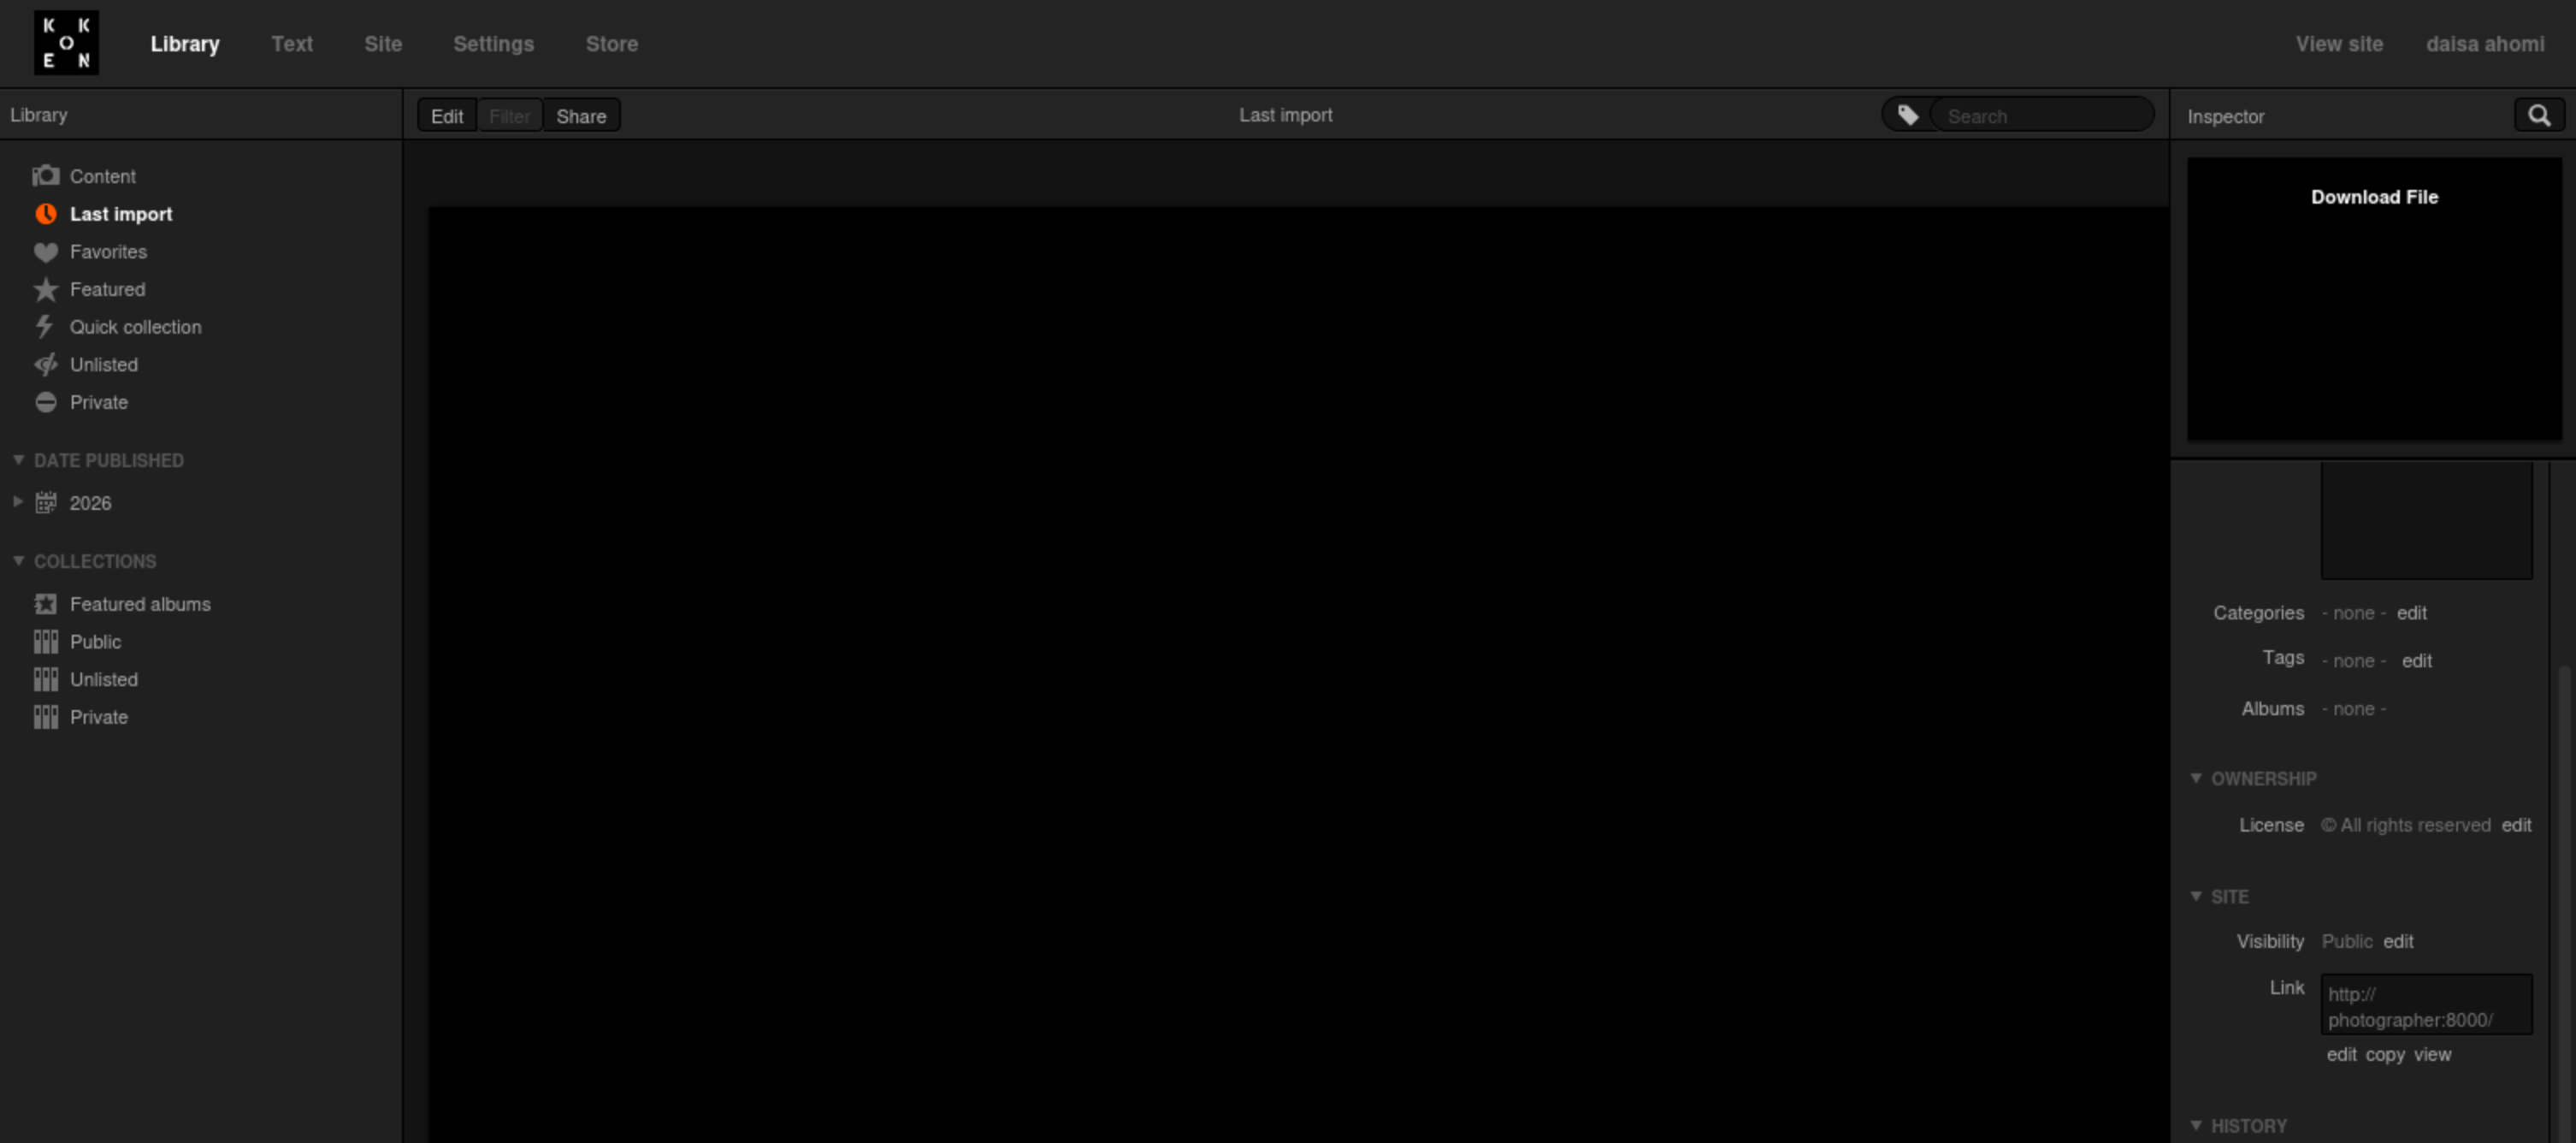 K K
O
E N
Library
Text
Site
Settings
Store
View site
daisa ahomi
Library
Edit
Filter
Share
Last import
Search
Inspector
Content
Last import
Favorites
Featured
Quick collection
Unlisted
Private
DATE PUBLISHED
2026
COLLECTIONS
Featured albums
Public
Unlisted
Private
Download File
Categories - none - edit
Tags - none - edit
Albums - none -
OWNERSHIP
License © All rights reserved edit
SITE
Visibility Public edit
Link http://
photographer:8000/
edit copy view
HISTORY